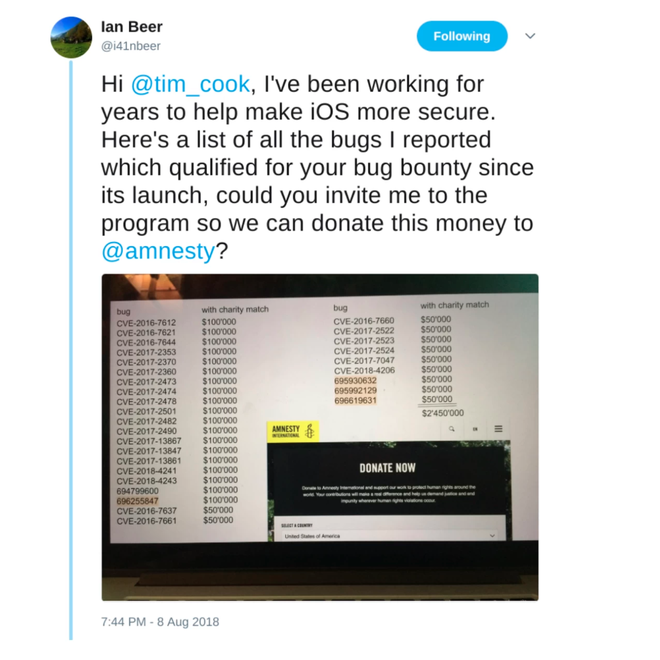 Ian Beer
@i41nbeer
Following
Hi @tim_cook, I've been working for
years to help make iOS more secure.
Here's a list of all the bugs I reported
which qualified for your bug bounty since
its launch, could you invite me to the
program so we can donate this money to
@amnesty?
bug with charity match
CVE-2016-7612 $100'000
CVE-2016-7621 $100'000
CVE-2016-7644 $100'000
CVE-2017-2353 $100'000
CVE-2017-2370 $100'000
CVE-2017-2360 $100'000
CVE-2017-2473 $100'000
CVE-2017-2474 $100'000
CVE-2017-2478 $100'000
CVE-2017-2501 $100'000
CVE-2017-2482 $100'000
CVE-2017-2490 $100'000
CVE-2017-13867 $100'000
CVE-2017-13847 $100'000
CVE-2017-13861 $100'000
CVE-2018-4241 $100'000
CVE-2018-4243 $100'000
694799600 $100'000
696255847 $100'000
CVE-2016-7637 $50'000
CVE-2016-7661 $50'000
bug with charity match
CVE-2016-7660 $50'000
CVE-2017-2522 $50'000
CVE-2017-2523 $50'000
CVE-2017-2524 $50'000
CVE-2017-7047 $50'000
CVE-2018-4206 $50'000
695930632 $50'000
695992129 $50'000
696619631 $50'000
$2'450'000
AMNESTY
INTERNATIONAL
DONATE NOW
Donate to Amnesty International and support our work to protect human rights around the
world. Your contributions will make a real difference and help us demand justice and end
impunity wherever human rights violations occur.
SELECT A COUNTRY
United States of America
7:44 PM - 8 Aug 2018